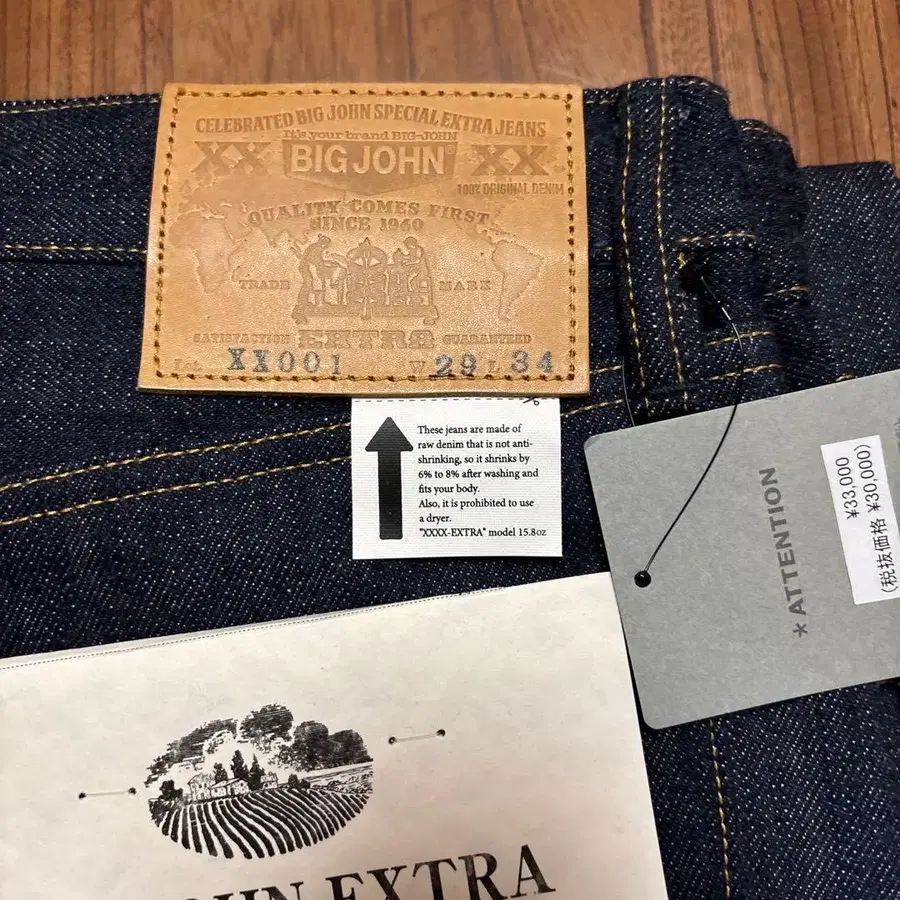 CELEBRATED BIG JOHN SPECIAL EXTRA JEANS
It's your brand BIG-JOHN
XX BIG JOHN® XX
100% ORIGINAL DENIM
QUALITY COMES FIRST
SINCE 1960
TRADE MARK
SATISFACTION EXTRA GUARANTEED
Lt. XX001 W 29 L 34
These jeans are made of
raw denim that is not anti-
shrinking, so it shrinks by
6% to 8% after washing and
fits your body.
Also, it is prohibited to use
a dryer.
"XXXX-EXTRA" model 15.8oz
* ATTENTION
¥33,000
(税抜価格 ¥30,000)
JOHN EXTRA